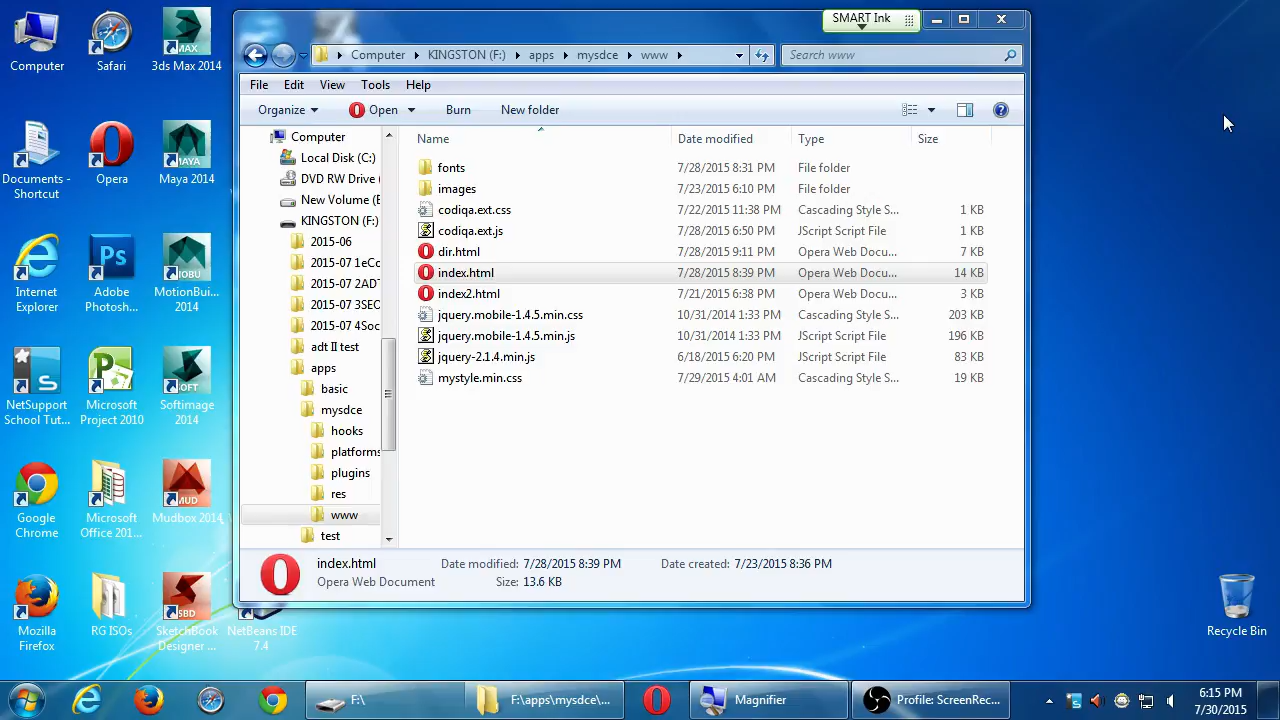 SMART Ink
Computer
KINGSTON (F:)
apps
mysdce
www
Search www
File
Edit
View
Tools
Help
Organize
Open
Burn
New folder
Computer
Local Disk (C:)
DVD RW Drive
New Volume (E
KINGSTON (F:)
2015-06
2015-07 1eCo
2015-07 2ADT
2015-07 3SEO
2015-07 4Soc
adt II test
apps
basic
mysdce
hooks
platforms
plugins
res
www
test
Name Date modified Type Size
fonts 7/28/2015 8:31 PM File folder
images 7/23/2015 6:10 PM File folder
codiqa.ext.css 7/22/2015 11:38 PM Cascading Style S... 1 KB
codiqa.ext.js 7/28/2015 6:50 PM JScript Script File 1 KB
dir.html 7/28/2015 9:11 PM Opera Web Docu... 7 KB
index.html 7/28/2015 8:39 PM Opera Web Docu... 14 KB
index2.html 7/21/2015 6:38 PM Opera Web Docu... 3 KB
jquery.mobile-1.4.5.min.css 10/31/2014 1:33 PM Cascading Style S... 203 KB
jquery.mobile-1.4.5.min.js 10/31/2014 1:33 PM JScript Script File 196 KB
jquery-2.1.4.min.js 6/18/2015 6:20 PM JScript Script File 83 KB
mystyle.min.css 7/29/2015 4:01 AM Cascading Style S... 19 KB
index.html Date modified: 7/28/2015 8:39 PM Date created: 7/23/2015 8:36 PM
Opera Web Document Size: 13.6 KB
Computer
Safari
MAX
3ds Max 2014
Documents -
Shortcut
Opera
MAYA
Maya 2014
Internet
Explorer
Ps
Adobe
Photosh...
MOBU
MotionBui...
2014
NetSupport
School Tut...
Microsoft
Project 2010
SOFT
Softimage
2014
Google
Chrome
Microsoft
Office 201...
MUD
Mudbox 2014
Mozilla
Firefox
RG ISOs
SBD
SketchBook
Designer ...
NetBeans IDE
7.4
Recycle Bin
F:\
F:\apps\mysdce\...
Magnifier
Profile: ScreenRec...
6:15 PM
7/30/2015